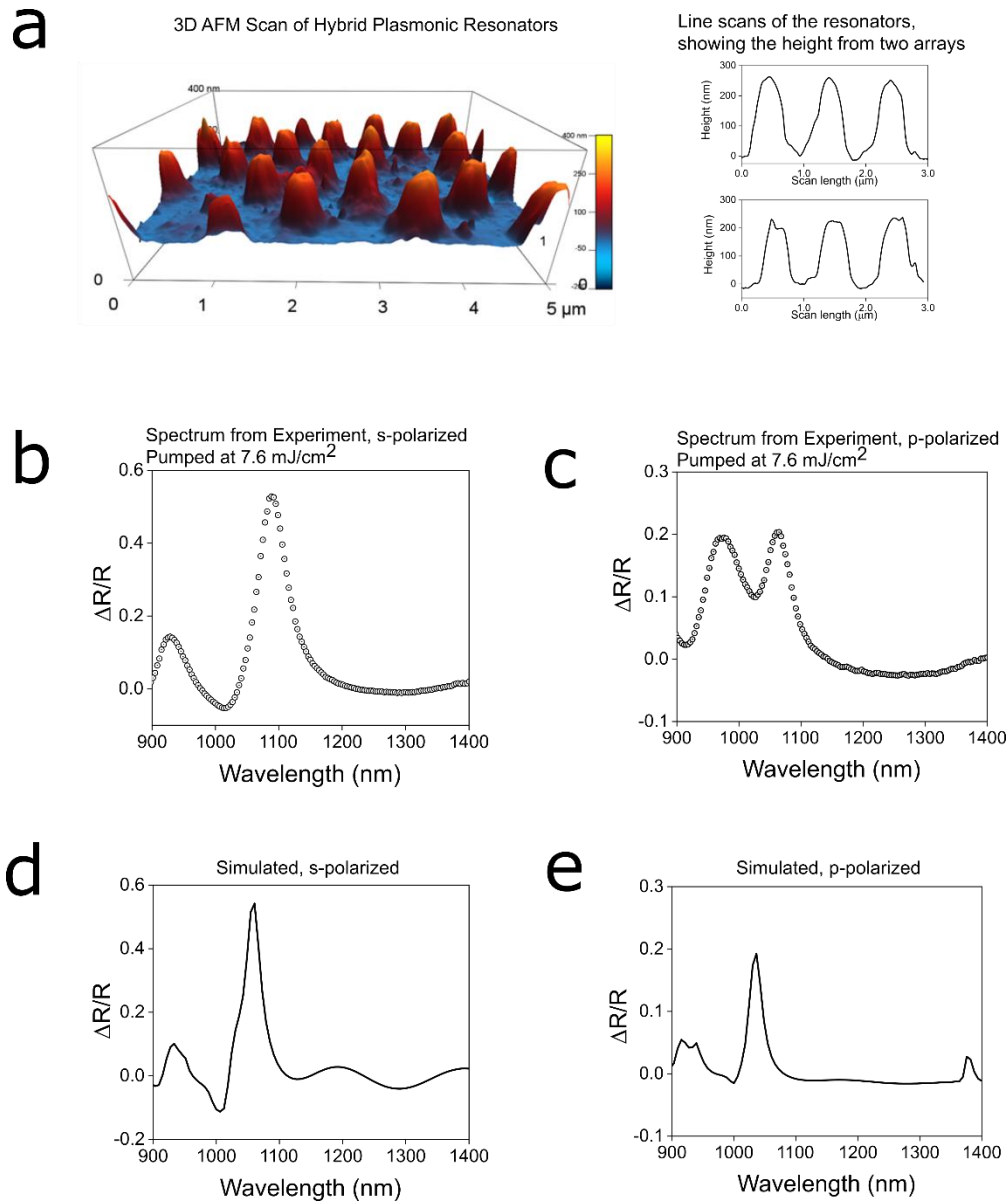 a
3D AFM Scan of Hybrid Plasmonic Resonators
400 nm
0
0
1
2
3
4
5 µm
1
0
400 nm
250
100
-50
Line scans of the resonators,
showing the height from two arrays
Height (nm)
300
200
100
0
0.0
1.0
2.0
3.0
Scan length (μm)
Height (nm)
300
200
100
0
0.0
1.0
2.0
3.0
Scan length (μm)
b
Spectrum from Experiment, s-polarized
Pumped at 7.6 mJ/cm²
ΔR/R
0.6
0.4
0.2
0.0
900
1000
1100
1200
1300
1400
Wavelength (nm)
c
Spectrum from Experiment, p-polarized
Pumped at 7.6 mJ/cm²
ΔR/R
0.3
0.2
0.1
0.0
-0.1
900
1000
1100
1200
1300
1400
Wavelength (nm)
d
Simulated, s-polarized
ΔR/R
0.6
0.4
0.2
0.0
-0.2
900
1000
1100
1200
1300
1400
Wavelength (nm)
e
Simulated, p-polarized
ΔR/R
0.3
0.2
0.1
0.0
-0.1
900
1000
1100
1200
1300
1400
Wavelength (nm)